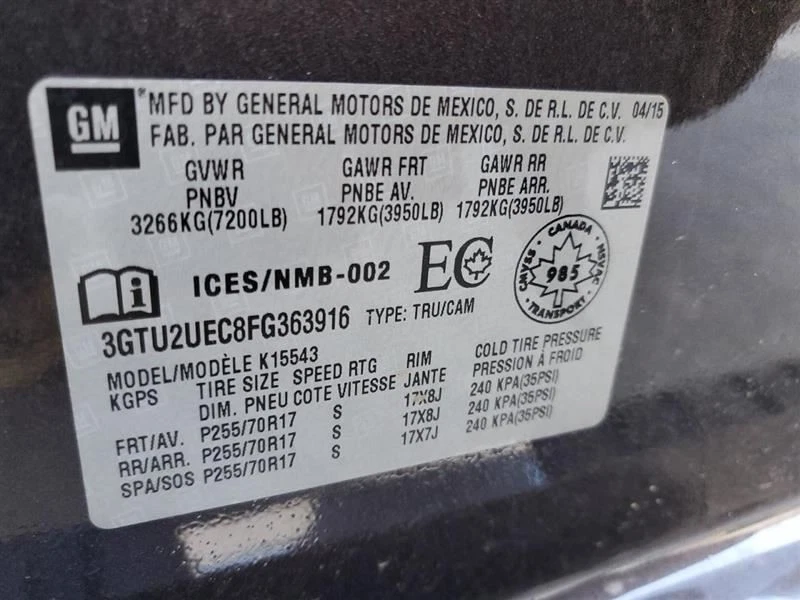 GM
*MFD BY GENERAL MOTORS DE MEXICO, S. DE R.L. DE C.V. 04/15
FAB. PAR GENERAL MOTORS DE MEXICO, S. DE R.L. DE C.V.
GVWR GAWR FRT GAWR RR
PNBV PNBE AV. PNBE ARR.
3266KG(7200LB) 1792KG(3950LB) 1792KG(3950LB)
i ICES/NMB-002 EC
CANADA
CMVSS NSVAC
985
TRANSPORT
3GTU2UEC8FG363916 TYPE: TRU/CAM
MODEL/MODÈLE K15543 RIM COLD TIRE PRESSURE
KGPS TIRE SIZE SPEED RTG JANTE PRESSION À FROID
DIM. PNEU COTE VITESSE
FRT/AV. P255/70R17 S 17X8J 240 KPA(35PSI)
RR/ARR. P255/70R17 S 17X8J 240 KPA(35PSI)
SPA/SOS P255/70R17 S 17X7J 240 KPA(35PSI)